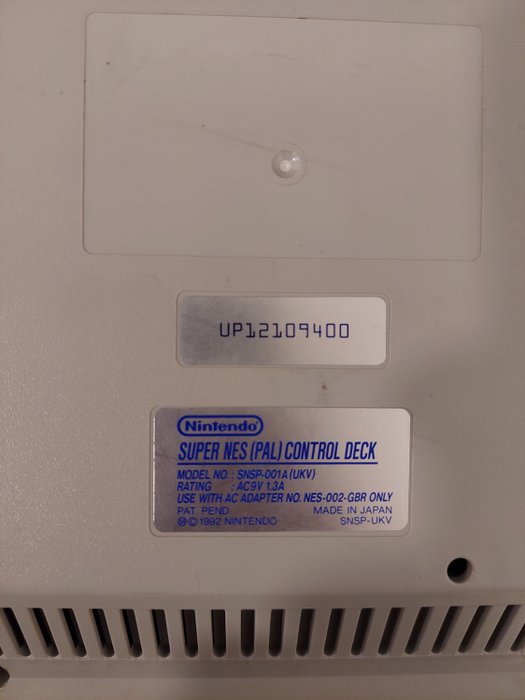 UP12109400
Nintendo
SUPER NES (PAL) CONTROL DECK
MODEL NO. : SNSP-001A (UKV)
RATING : AC9V 1.3A
USE WITH AC ADAPTER NO. NES-002-GBR ONLY
PAT. PEND MADE IN JAPAN
Ⓜ©1992 NINTENDO SNSP-UKV